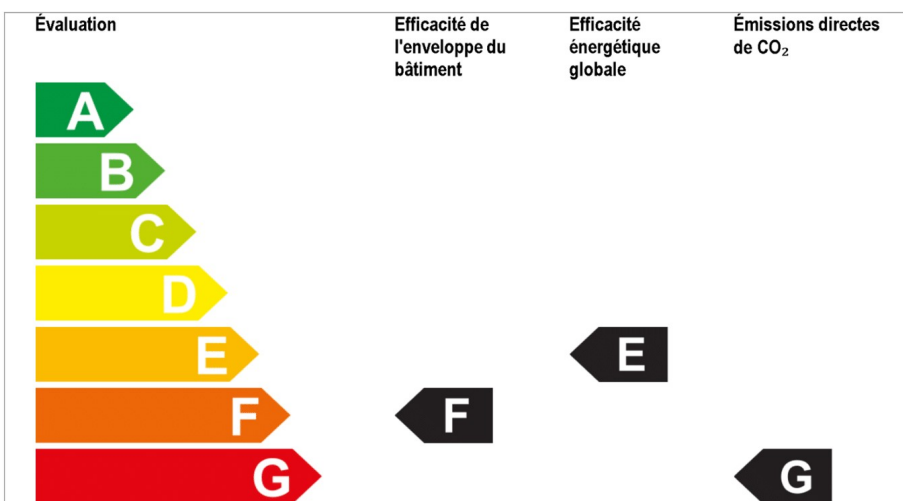 Évaluation
Efficacité de
l'enveloppe du
bâtiment
Efficacité
énergétique
globale
Émissions directes
de CO₂
A
B
C
D
E
E
F
F
G
G